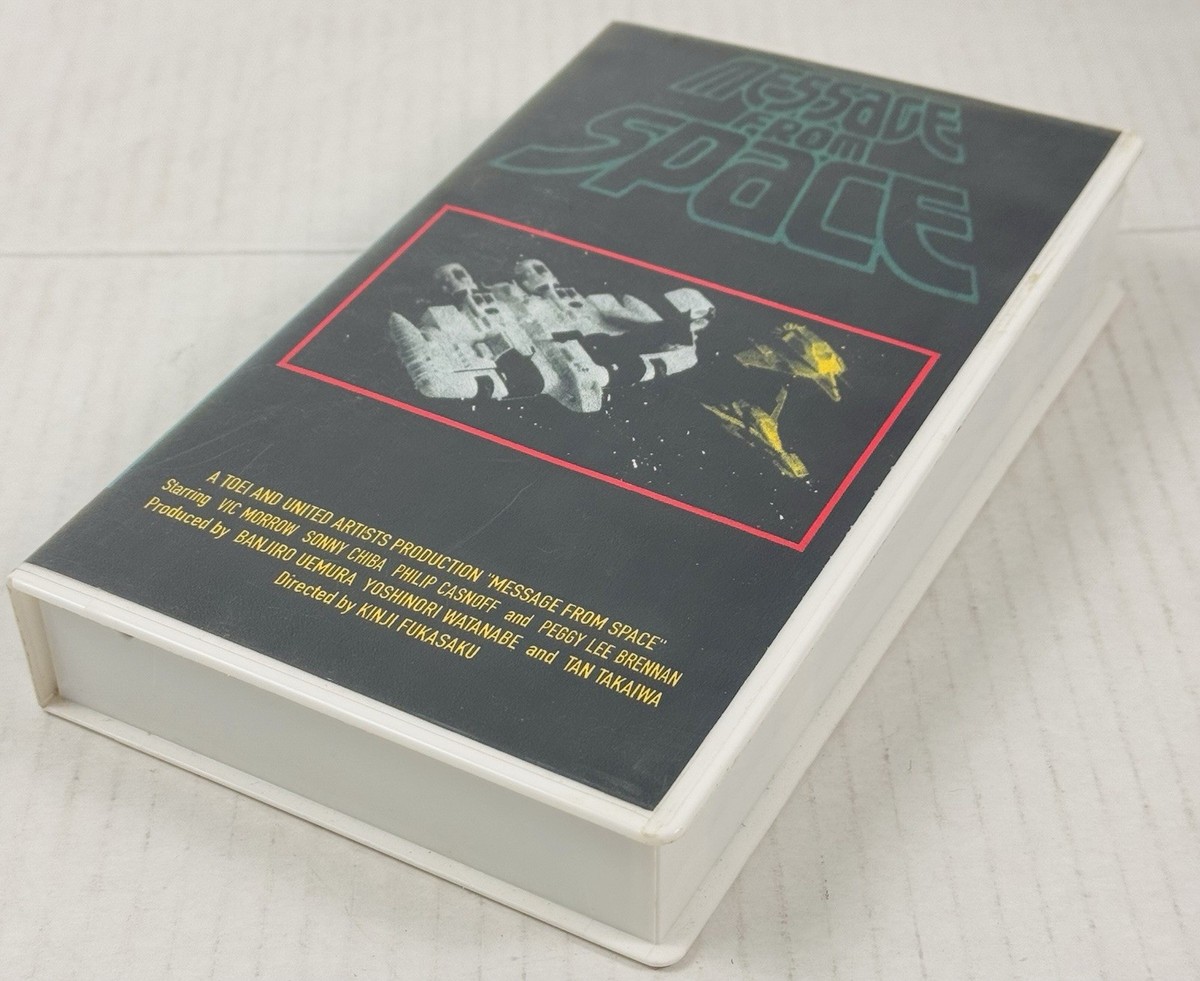 MESSAGE
FROM
SPACE
A TOEI AND UNITED ARTISTS PRODUCTION "MESSAGE FROM SPACE"
Starring VIC MORROW SONNY CHIBA PHILIP CASNOFF and PEGGY LEE BRENNAN
Produced by BANJIRO UEMURA YOSHINORI WATANABE and TAN TAKAIWA
Directed by KINJI FUKASAKU